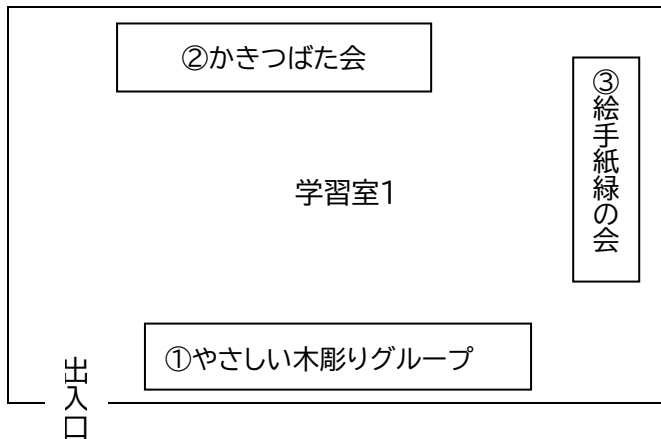 ②かきつばた会
③絵手紙緑の会
学習室1
①やさしい木彫りグループ
出入口